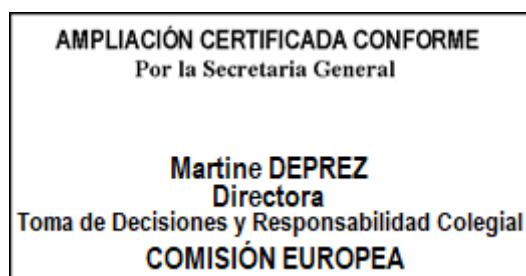 AMPLIACIÓN CERTIFICADA CONFORME
Por la Secretaria General
Martine DEPREZ
Directora
Toma de Decisiones y Responsabilidad Colegial
COMISIÓN EUROPEA